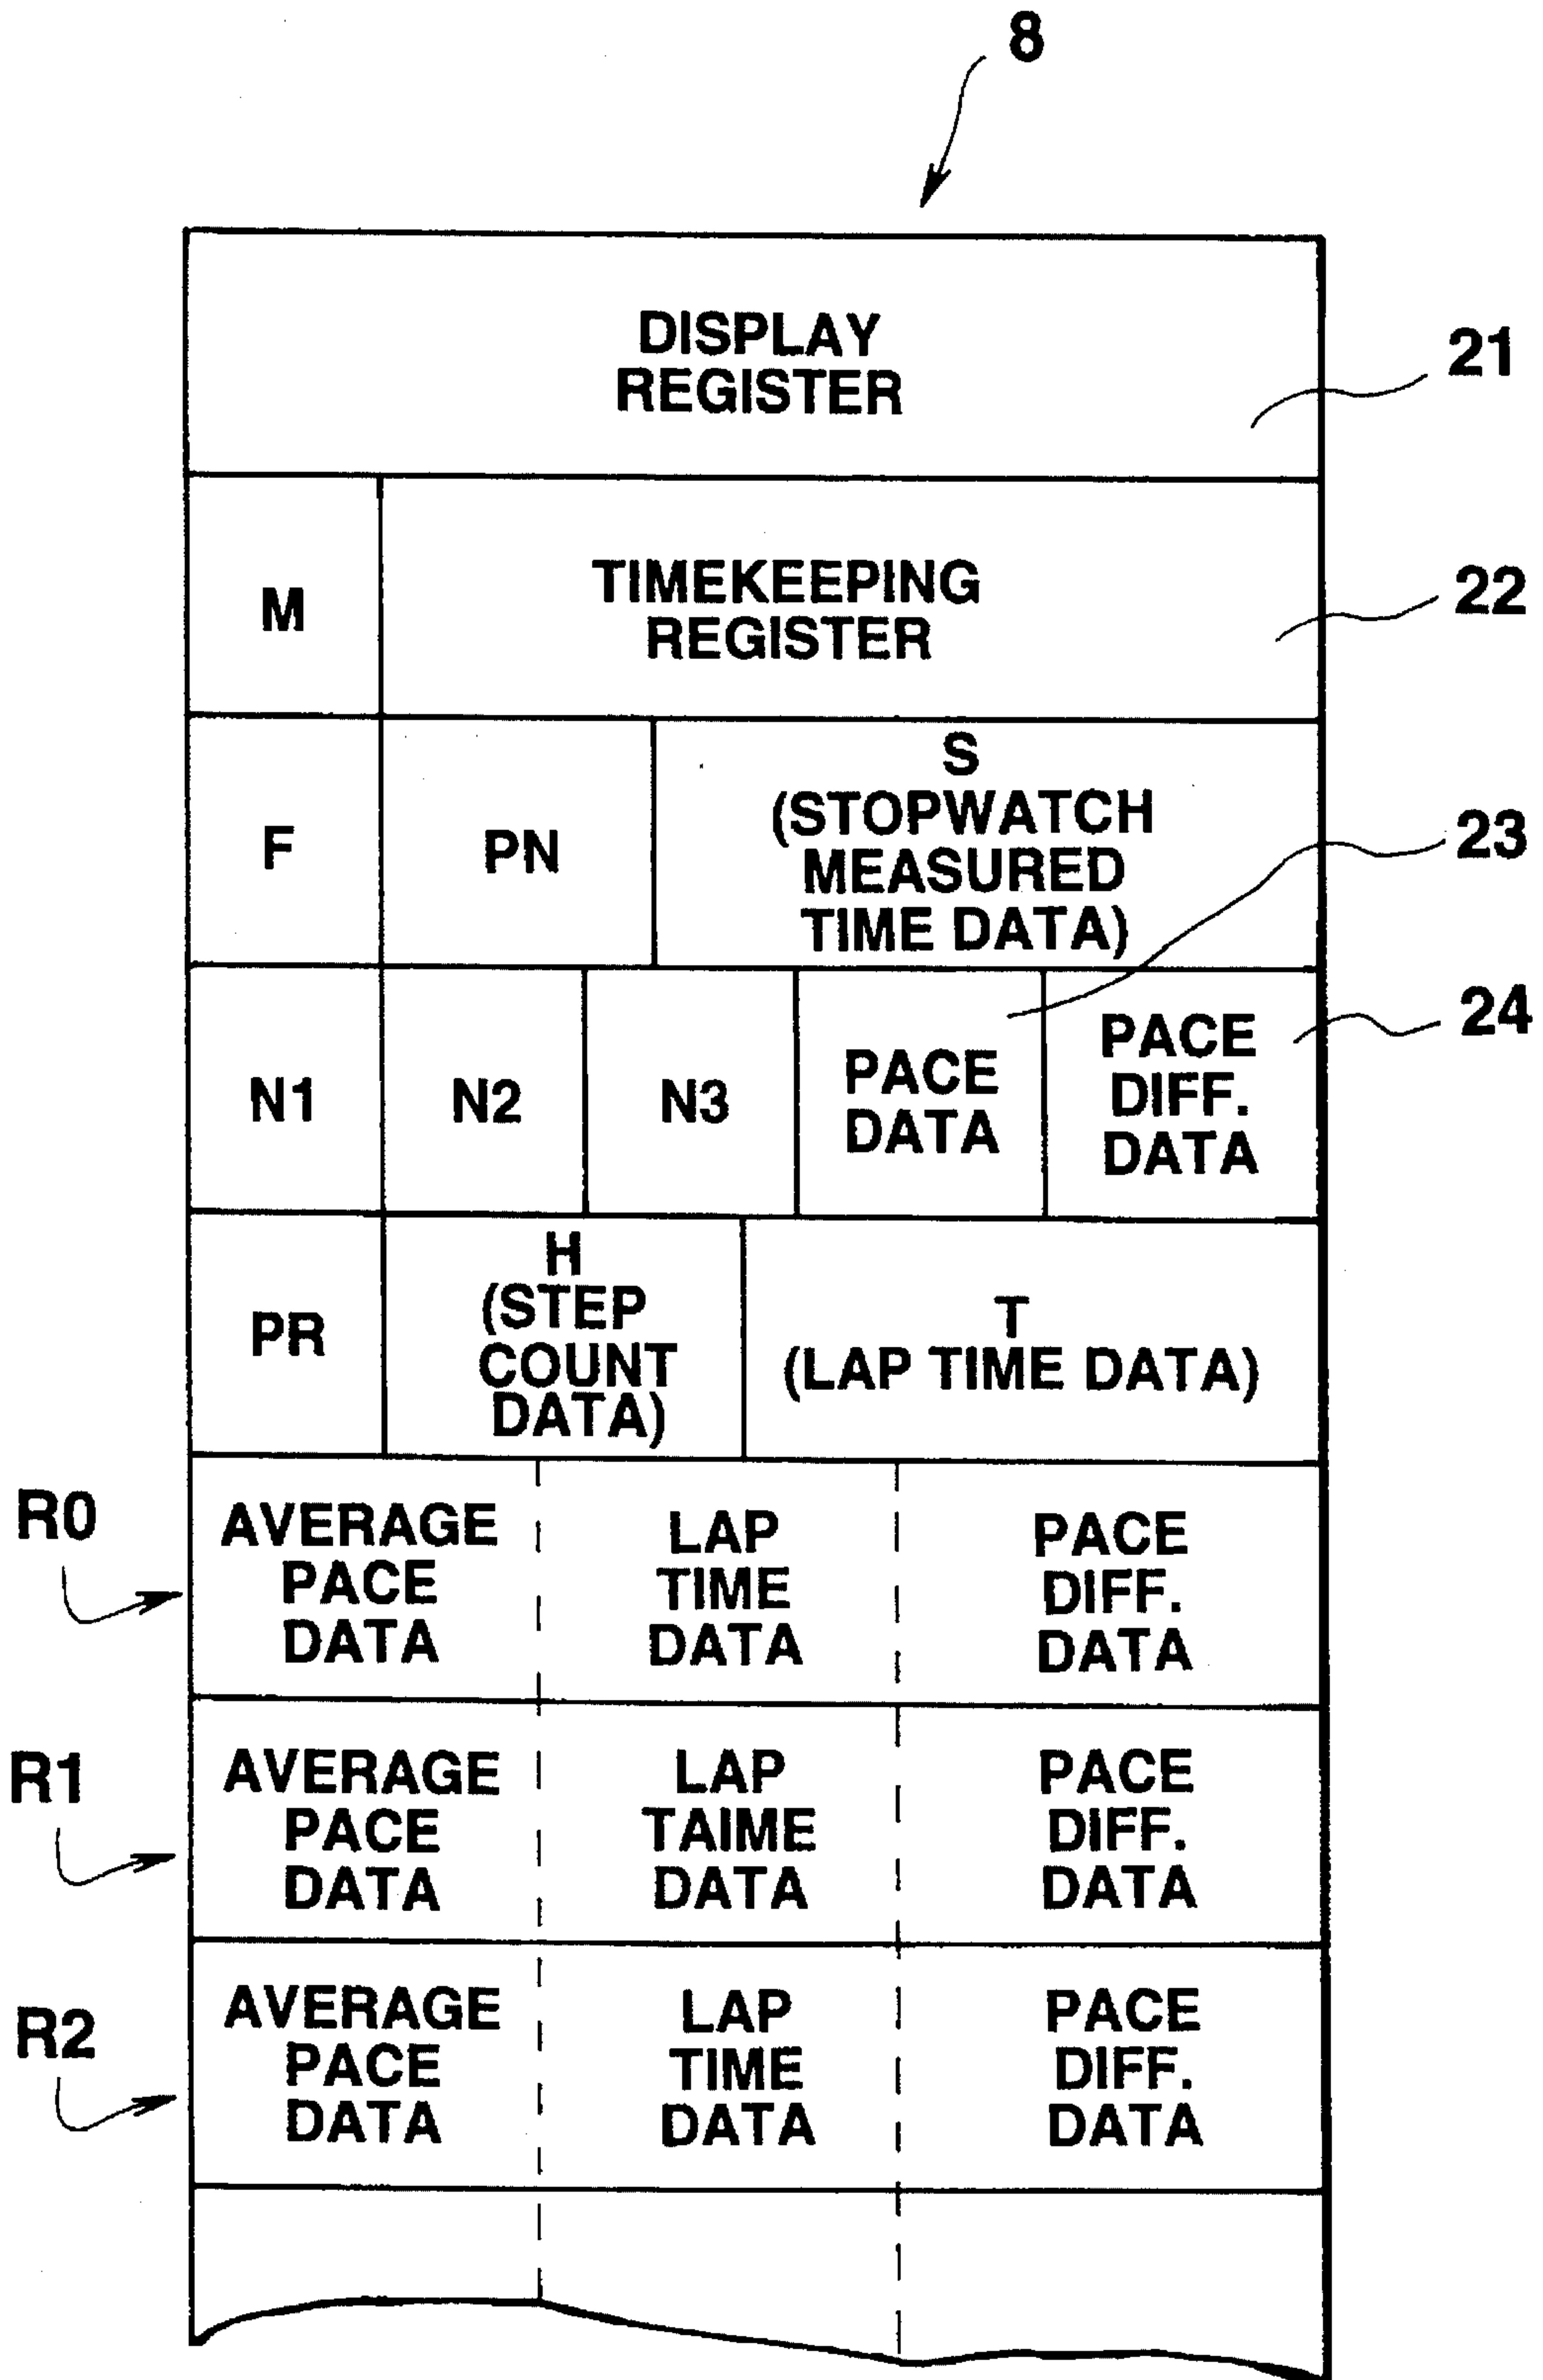 8
DISPLAY
REGISTER
21
M
TIMEKEEPING
REGISTER
22
F
PN
S
(STOPWATCH
MEASURED
TIME DATA)
23
N1
N2
N3
PACE
DATA
PACE
DIFF.
DATA
24
PR
H
(STEP
COUNT
DATA)
T
(LAP TIME DATA)
R0
AVERAGE
PACE
DATA
LAP
TIME
DATA
PACE
DIFF.
DATA
R1
AVERAGE
PACE
DATA
LAP
TAIME
DATA
PACE
DIFF.
DATA
R2
AVERAGE
PACE
DATA
LAP
TIME
DATA
PACE
DIFF.
DATA